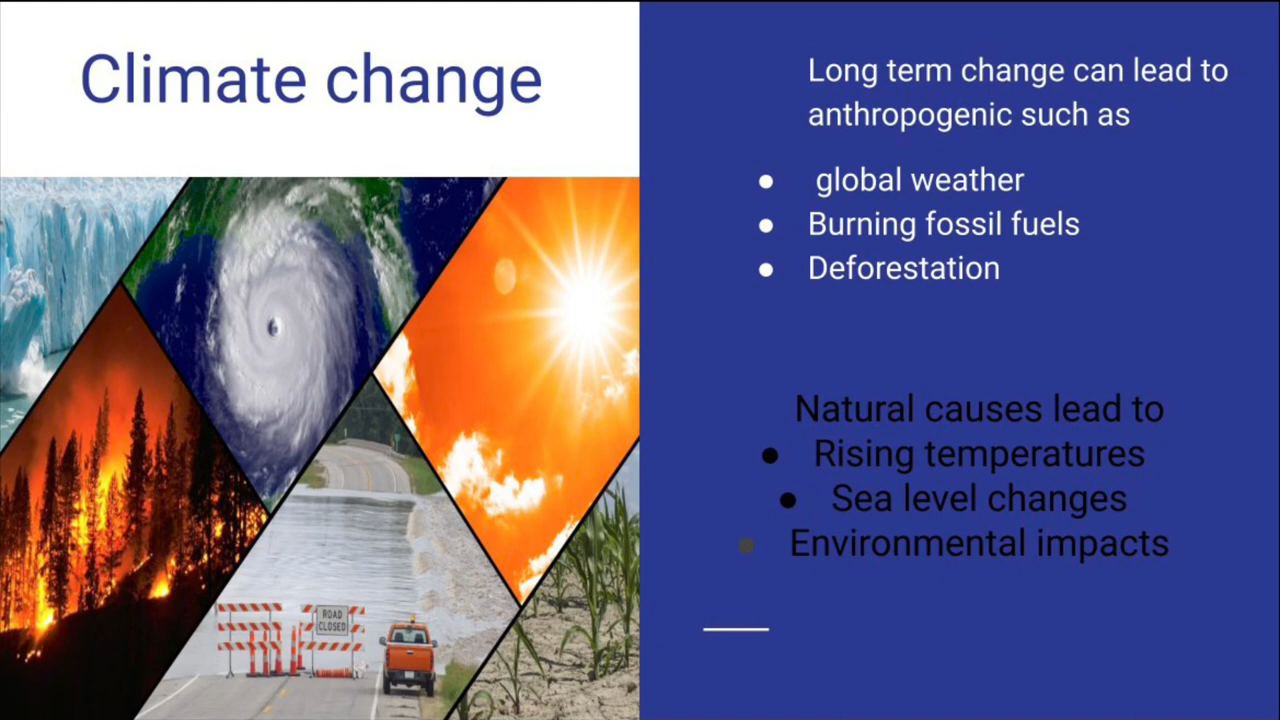 Climate change
Long term change can lead to
anthropogenic such as
● global weather
● Burning fossil fuels
● Deforestation
Natural causes lead to
● Rising temperatures
● Sea level changes
● Environmental impacts
ROAD
CLOSED